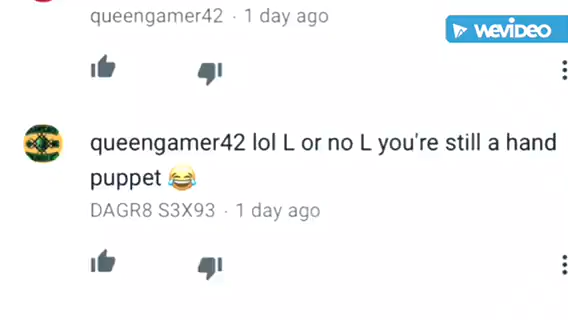 queengamer42 · 1 day ago
WEVIDEO
queengamer42 lol L or no L you're still a hand
puppet 😂
DAGR8 S3X93 · 1 day ago